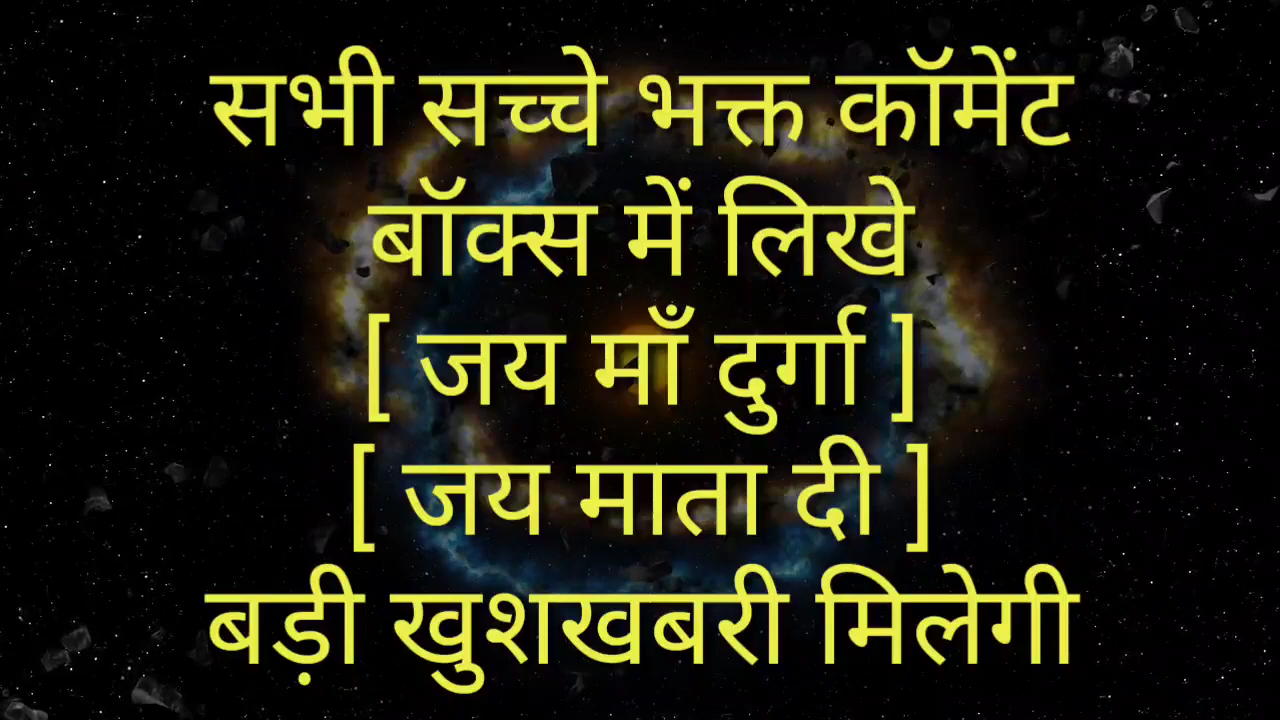 सभी सच्चे भक्त कॉमेंट
बॉक्स में लिखे
[ जय माँ दुर्गा ]
[ जय माता दी ]
बड़ी खुशखबरी मिलेगी